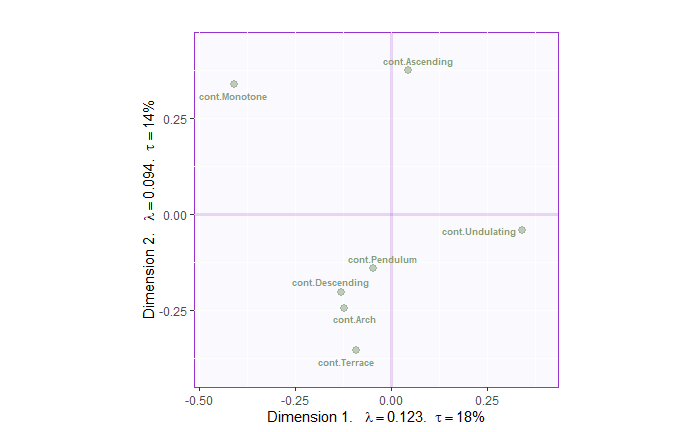 cont.Ascending
cont.Monotone
0.25
0.00
cont.Undulating
cont.Pendulum
cont.Descending
-0.25
cont.Arch
cont.Terrace
Dimension 2. λ = 0.094. τ = 14%
-0.50 -0.25 0.00 0.25
Dimension 1. λ = 0.123. τ = 18%